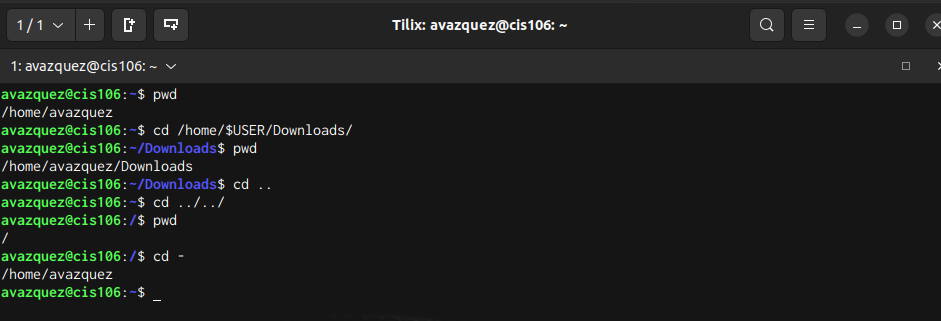 1 / 1
Tilix: avazquez@cis106: ~
1: avazquez@cis106: ~
avazquez@cis106:~$ pwd
/home/avazquez
avazquez@cis106:~$ cd /home/$USER/Downloads/
avazquez@cis106:~/Downloads$ pwd
/home/avazquez/Downloads
avazquez@cis106:~/Downloads$ cd ..
avazquez@cis106:~$ cd ../../
avazquez@cis106:/$ pwd
/
avazquez@cis106:/$ cd -
/home/avazquez
avazquez@cis106:~$ _